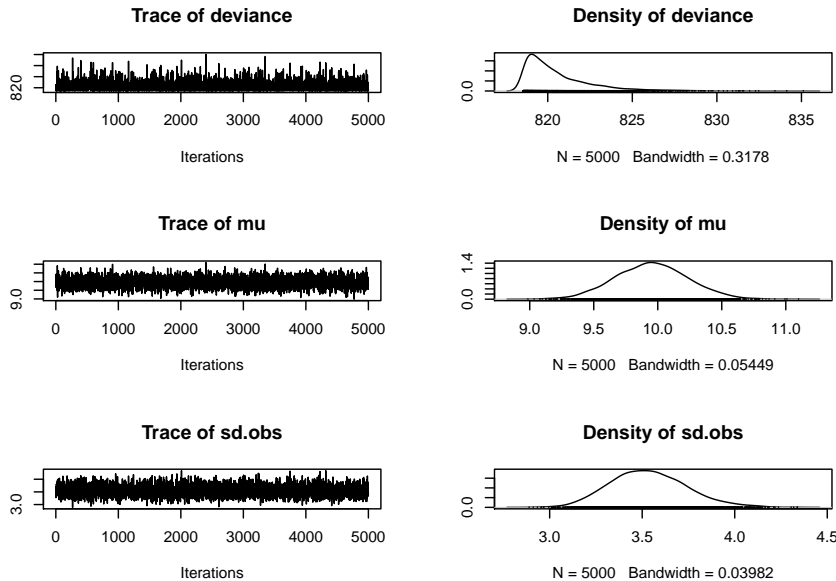 Trace of deviance
820
0 1000 2000 3000 4000 5000
Iterations
Density of deviance
0.0
820 825 830 835
N = 5000 Bandwidth = 0.3178
Trace of mu
9.0
0 1000 2000 3000 4000 5000
Iterations
Density of mu
1.4
0.0
9.0 9.5 10.0 10.5 11.0
N = 5000 Bandwidth = 0.05449
Trace of sd.obs
3.0
0 1000 2000 3000 4000 5000
Iterations
Density of sd.obs
0.0
3.0 3.5 4.0 4.5
N = 5000 Bandwidth = 0.03982